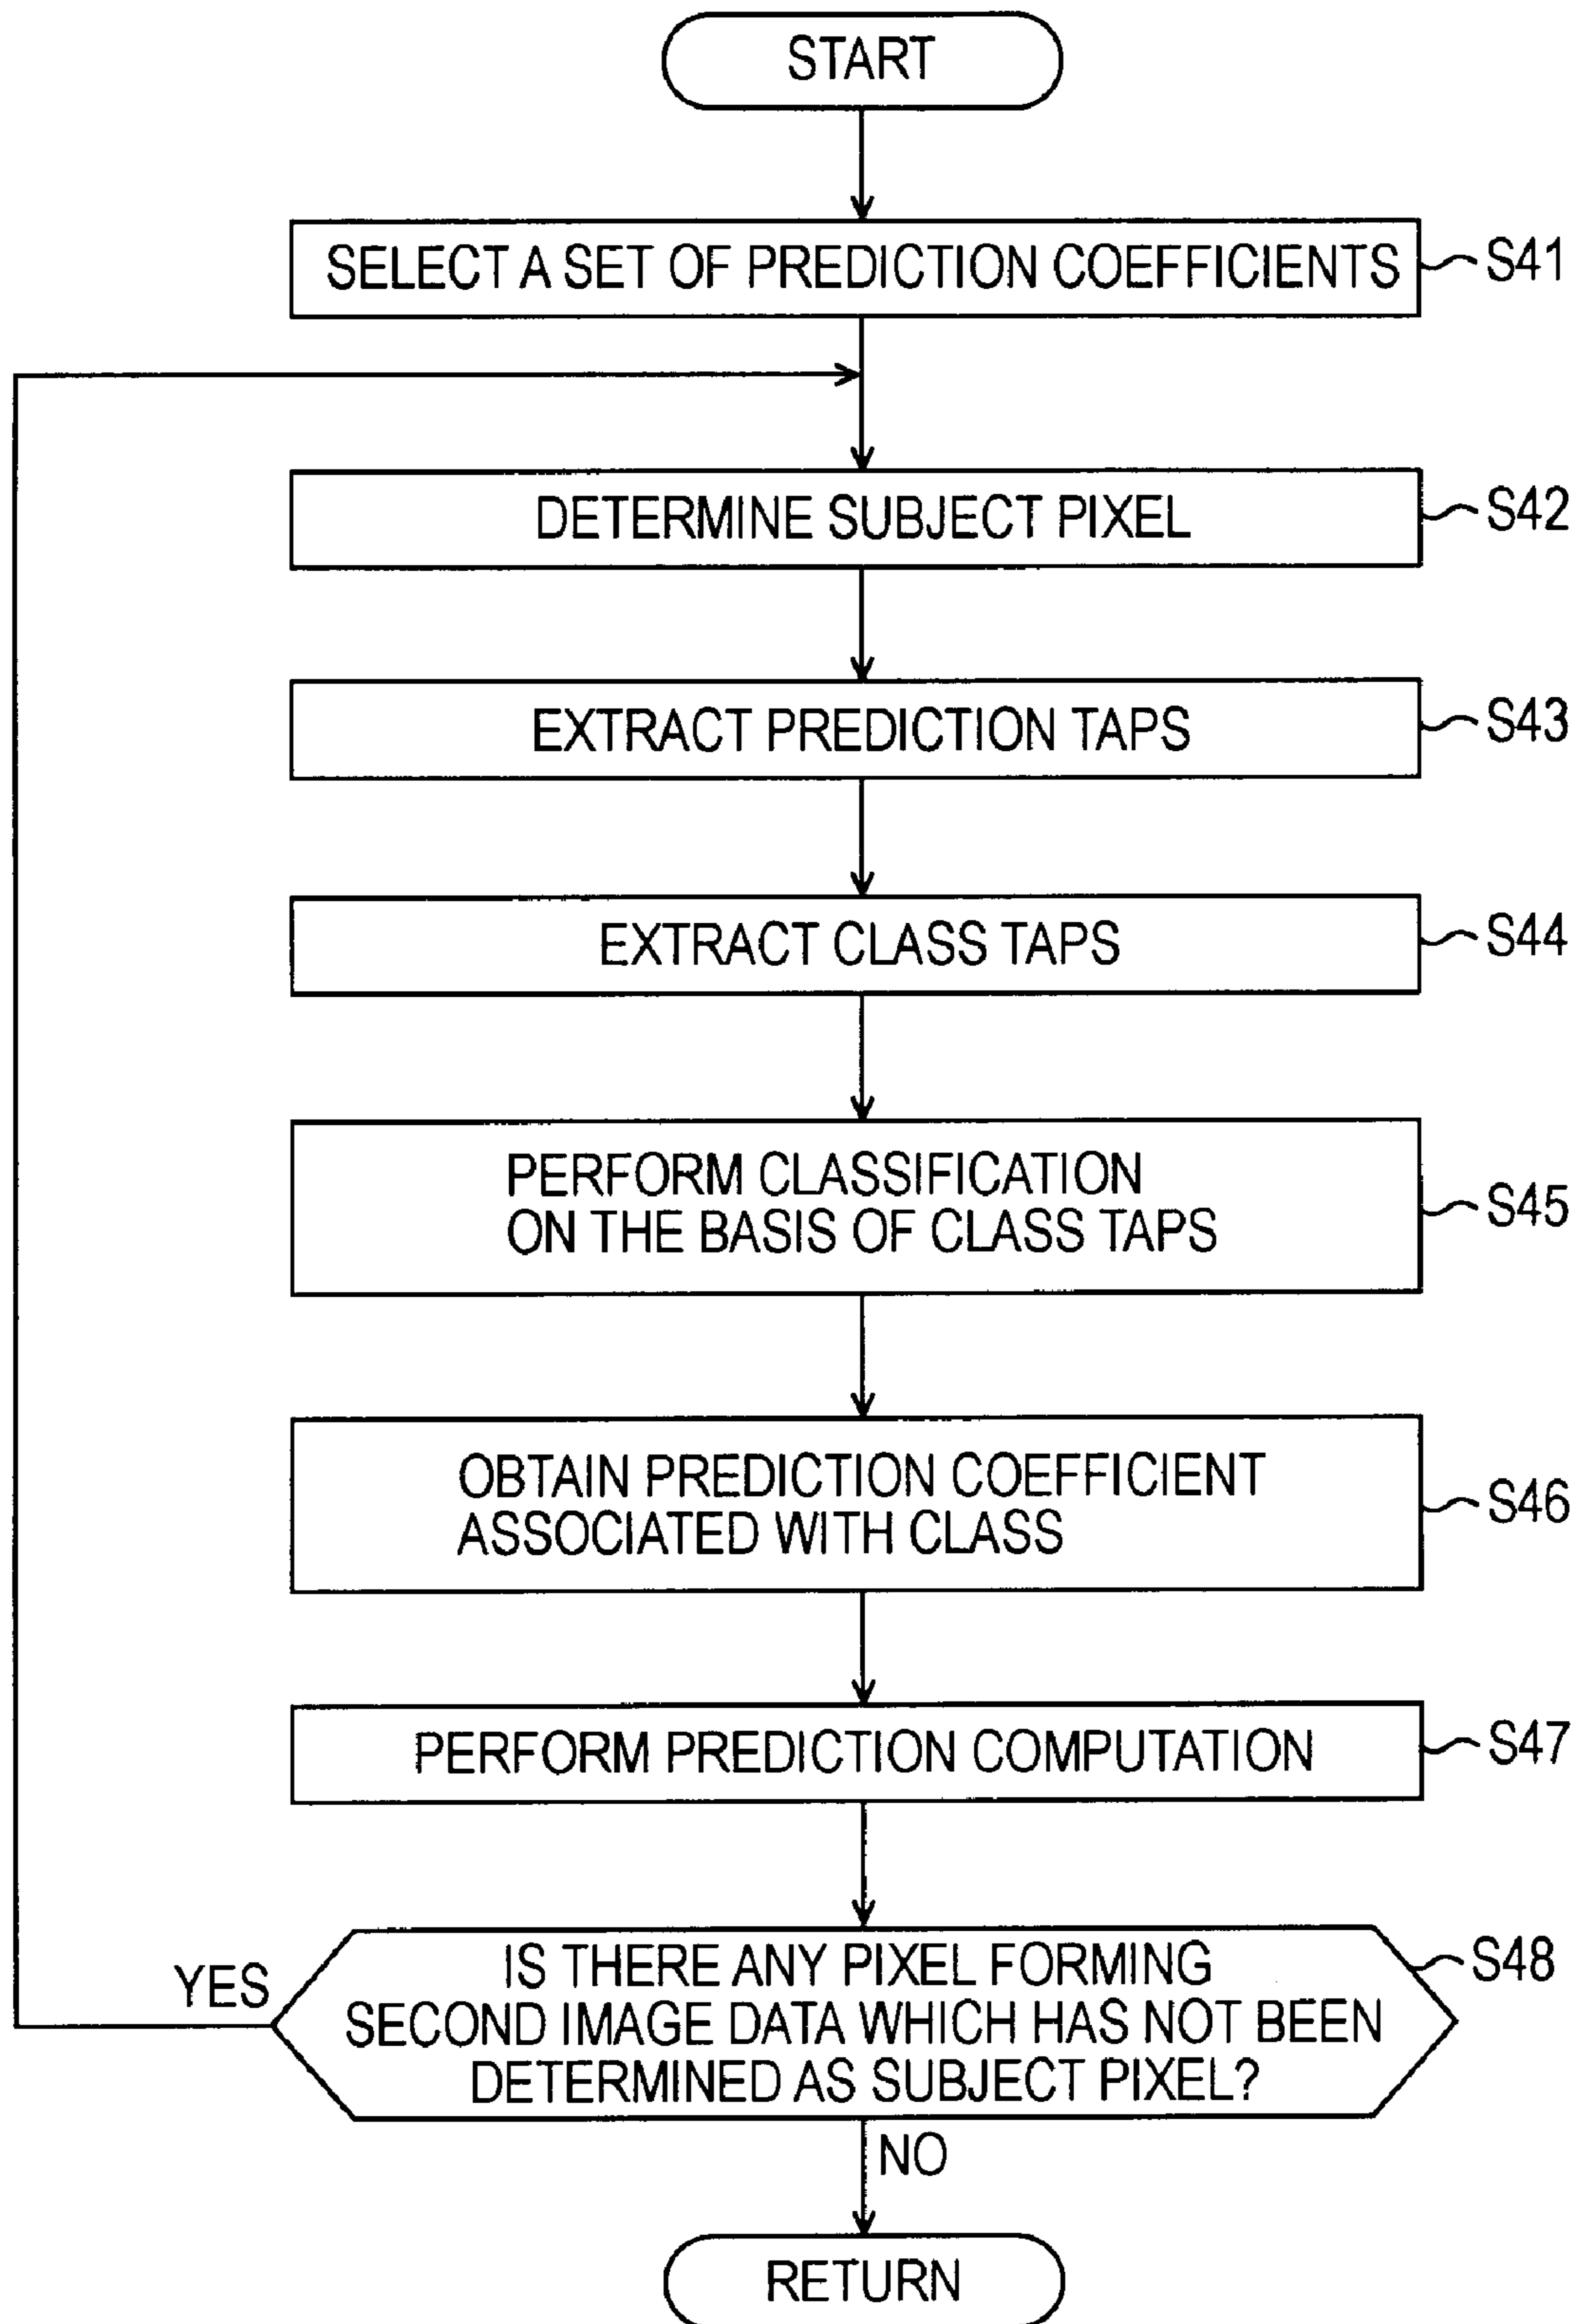 START
SELECT A SET OF PREDICTION COEFFICIENTS
S41
DETERMINE SUBJECT PIXEL
S42
EXTRACT PREDICTION TAPS
S43
EXTRACT CLASS TAPS
S44
PERFORM CLASSIFICATION
ON THE BASIS OF CLASS TAPS
S45
OBTAIN PREDICTION COEFFICIENT
ASSOCIATED WITH CLASS
S46
PERFORM PREDICTION COMPUTATION
S47
IS THERE ANY PIXEL FORMING
SECOND IMAGE DATA WHICH HAS NOT BEEN
DETERMINED AS SUBJECT PIXEL?
S48
YES
NO
RETURN